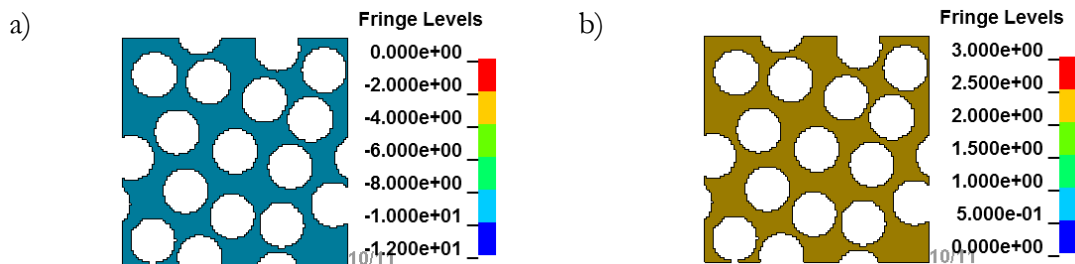 a)
Fringe Levels
0.000e+00
-2.000e+00
-4.000e+00
-6.000e+00
-8.000e+00
-1.000e+01
-1.200e+01
10/11
b)
Fringe Levels
3.000e+00
2.500e+00
2.000e+00
1.500e+00
1.000e+00
5.000e-01
0.000e+00
10/11